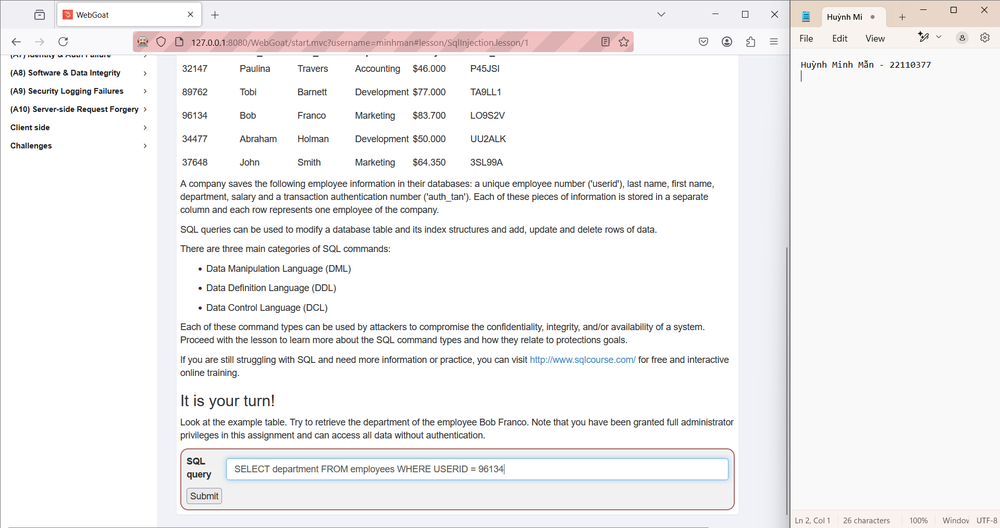 WebGoat
127.0.0.1:8080/WebGoat/start.mvc?username=minhman#lesson/SqlInjection.lesson/1
(A7) Identity & Auth Failure
(A8) Software & Data Integrity
(A9) Security Logging Failures
(A10) Server-side Request Forgery
Client side
Challenges
32147 Paulina Travers Accounting $46.000 P45JSI
89762 Tobi Barnett Development $77.000 TA9LL1
96134 Bob Franco Marketing $83.700 LO9S2V
34477 Abraham Holman Development $50.000 UU2ALK
37648 John Smith Marketing $64.350 3SL99A
A company saves the following employee information in their databases: a unique employee number ('userid'), last name, first name,
department, salary and a transaction authentication number ('auth_tan'). Each of these pieces of information is stored in a separate
column and each row represents one employee of the company.
SQL queries can be used to modify a database table and its index structures and add, update and delete rows of data.
There are three main categories of SQL commands:
• Data Manipulation Language (DML)
• Data Definition Language (DDL)
• Data Control Language (DCL)
Each of these command types can be used by attackers to compromise the confidentiality, integrity, and/or availability of a system.
Proceed with the lesson to learn more about the SQL command types and how they relate to protections goals.
If you are still struggling with SQL and need more information or practice, you can visit http://www.sqlcourse.com/ for free and interactive
online training.
It is your turn!
Look at the example table. Try to retrieve the department of the employee Bob Franco. Note that you have been granted full administrator
privileges in this assignment and can access all data without authentication.
SQL
query
SELECT department FROM employees WHERE USERID = 96134
Submit
Huỳnh Mi
File Edit View
Huỳnh Minh Mẫn - 22110377
Ln 2, Col 1 26 characters 100% Window UTF-8